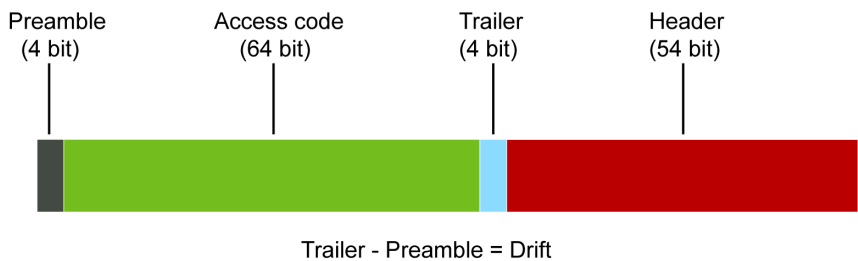 Preamble
(4 bit)
Access code
(64 bit)
Trailer
(4 bit)
Header
(54 bit)
Trailer - Preamble = Drift